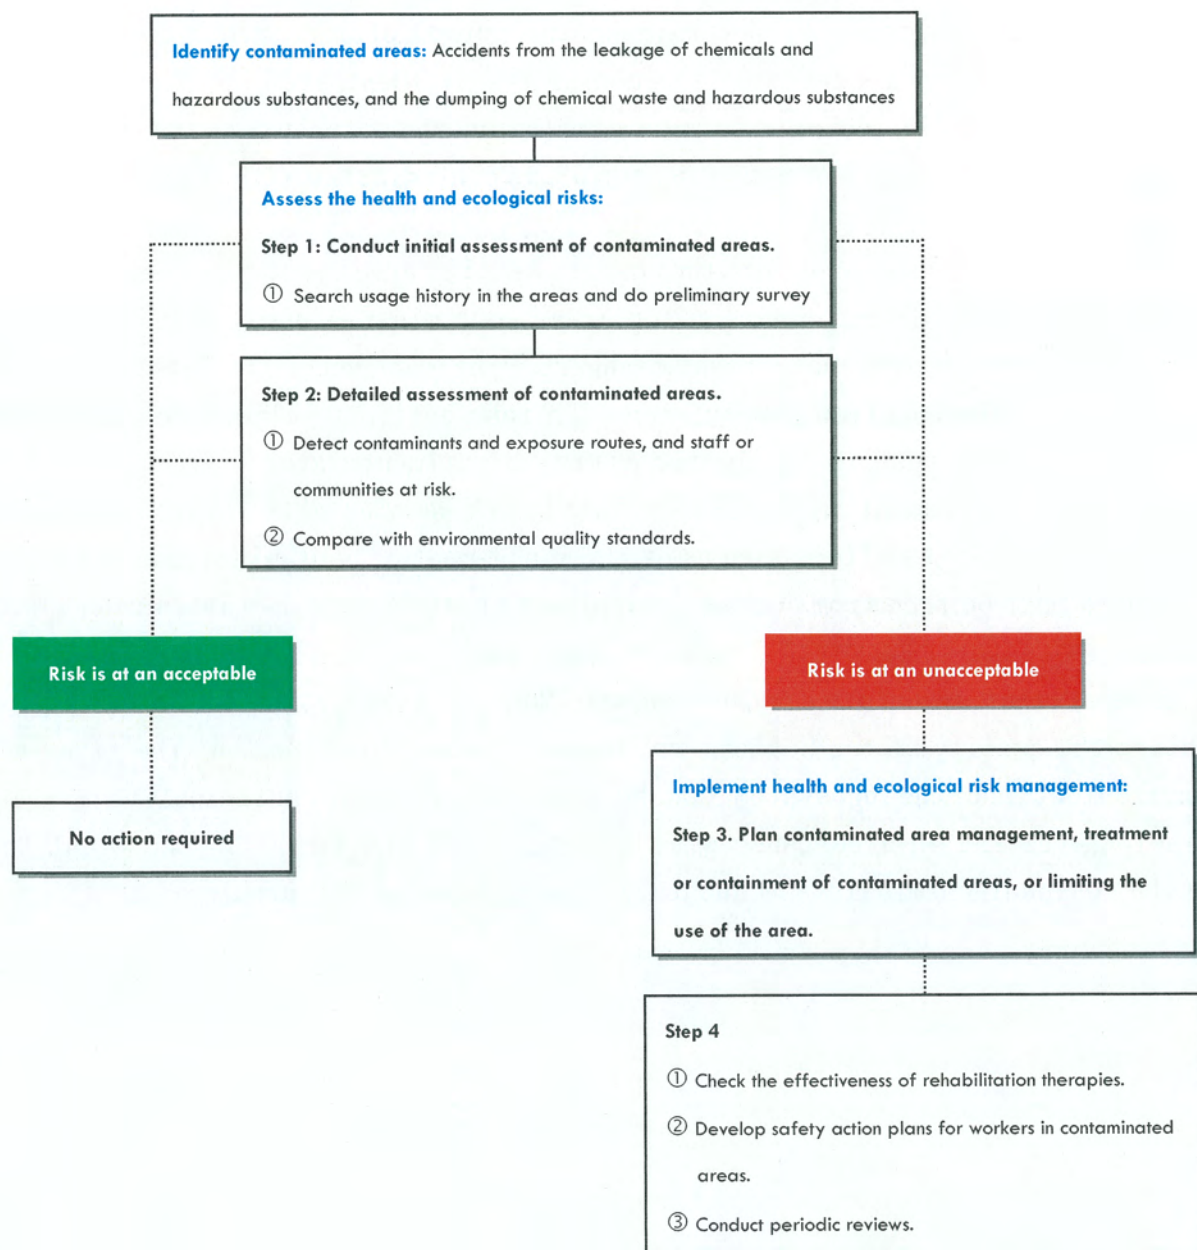 Identify contaminated areas: Accidents from the leakage of chemicals and
hazardous substances, and the dumping of chemical waste and hazardous substances
Assess the health and ecological risks:
Step 1: Conduct initial assessment of contaminated areas.
① Search usage history in the areas and do preliminary survey
Step 2: Detailed assessment of contaminated areas.
① Detect contaminants and exposure routes, and staff or
communities at risk.
② Compare with environmental quality standards.
Risk is at an acceptable
Risk is at an unacceptable
No action required
Implement health and ecological risk management:
Step 3. Plan contaminated area management, treatment
or containment of contaminated areas, or limiting the
use of the area.
Step 4
① Check the effectiveness of rehabilitation therapies.
② Develop safety action plans for workers in contaminated
areas.
③ Conduct periodic reviews.